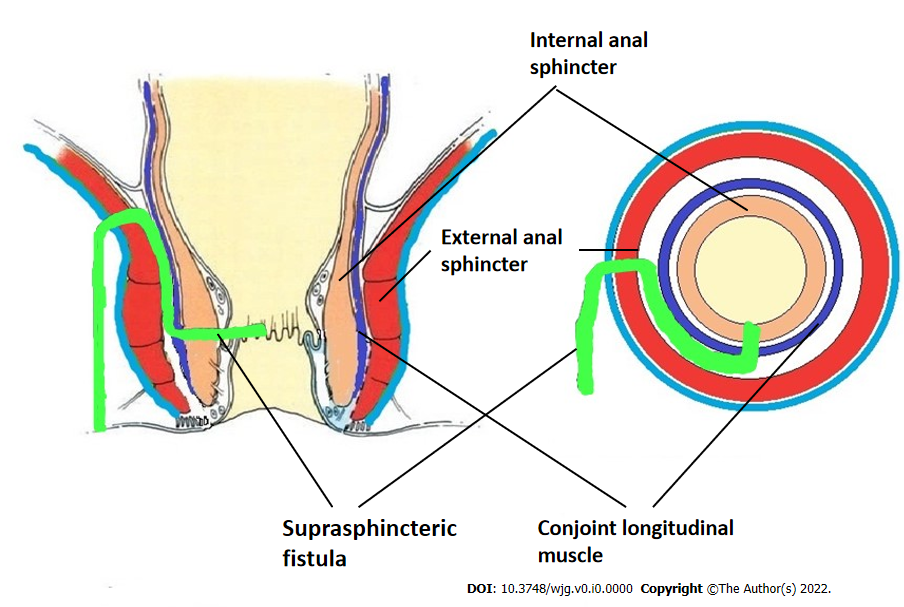 Internal anal
sphincter
External anal
sphincter
Suprasphincteric
fistula
Conjoint longitudinal
muscle
DOI: 10.3748/wjg.v0.i0.0000 Copyright ©The Author(s) 2022.